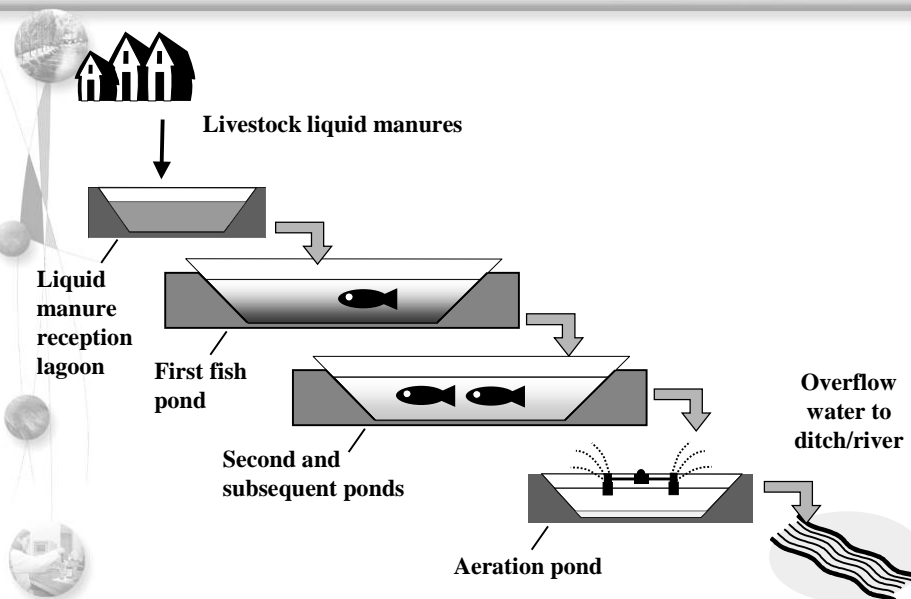 Livestock liquid manures
Liquid
manure
reception
lagoon
First fish
pond
Second and
subsequent ponds
Overflow
water to
ditch/river
Aeration pond